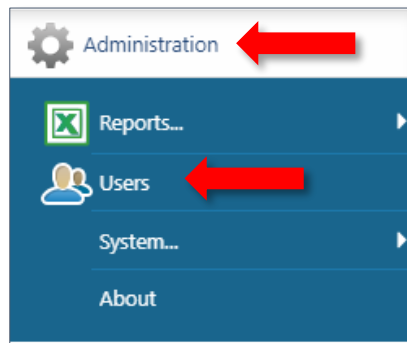 Administration
Reports...
Users
System...
About